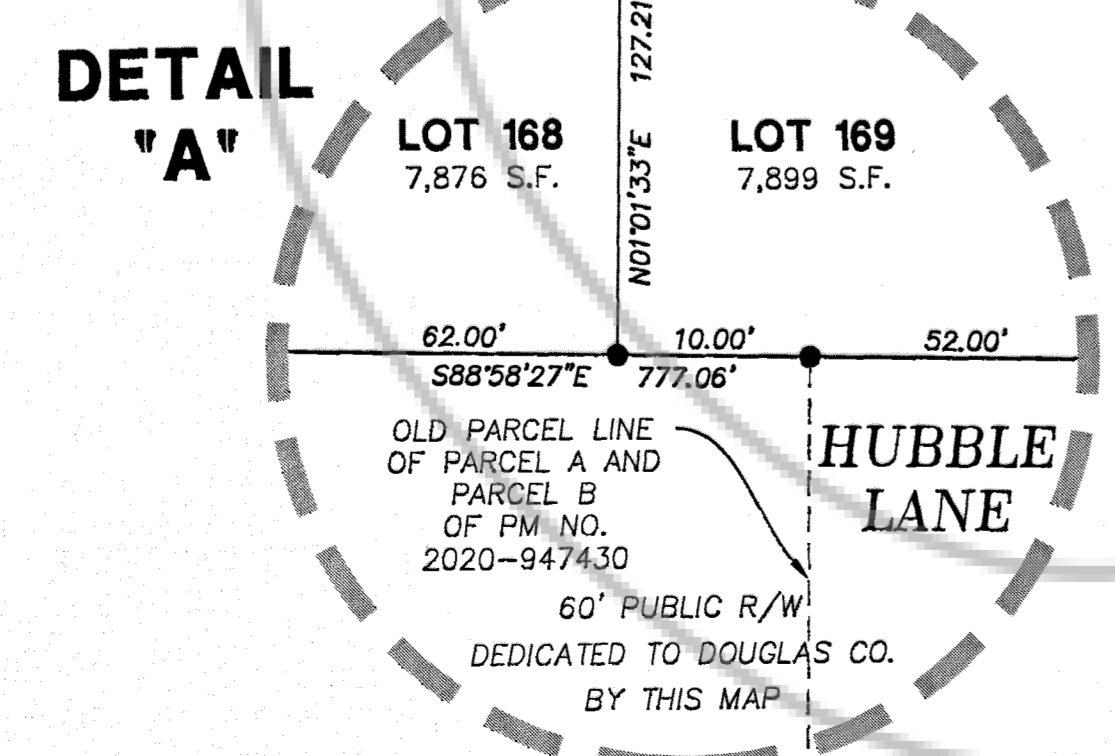 DETAIL
"A"
LOT 168
7,876 S.F.
N01°01'33"E 127.21
LOT 169
7,899 S.F.
62.00' 10.00' 52.00'
S88°58'27"E 777.06'
OLD PARCEL LINE
OF PARCEL A AND
PARCEL B
OF PM NO.
2020-947430
HUBBLE
LANE
60' PUBLIC R/W
DEDICATED TO DOUGLAS CO.
BY THIS MAP